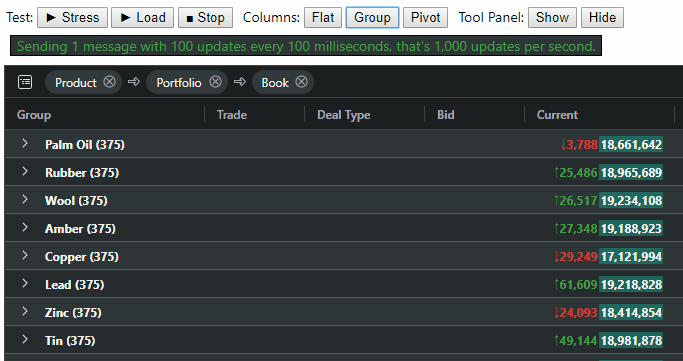 Test: ► Stress ► Load ■ Stop Columns: Flat Group Pivot Tool Panel: Show Hide
Sending 1 message with 100 updates every 100 milliseconds, that's 1,000 updates per second.
Product Portfolio Book
Group Trade Deal Type Bid Current
Palm Oil (375) ↓3,788 18,661,642
Rubber (375) ↑25,486 18,965,689
Wool (375) ↑26,517 19,234,108
Amber (375) ↑27,348 19,188,923
Copper (375) ↓29,249 17,121,994
Lead (375) ↑61,609 19,218,828
Zinc (375) ↓24,093 18,414,854
Tin (375) ↑49,144 18,981,878